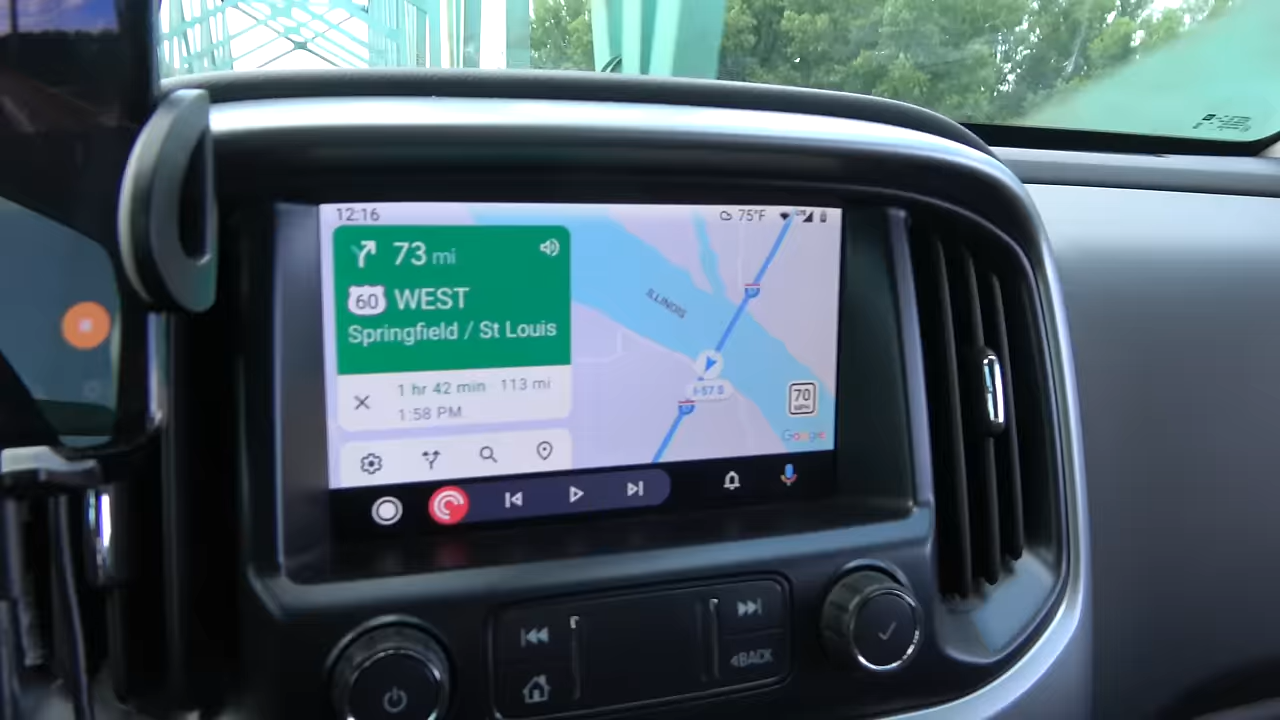 12:16
75°F
73 mi
60 WEST
Springfield / St Louis
1 hr 42 min 113 mi
1:58 PM
ILLINOIS
I-57 S
70
MPH
Google
BACK